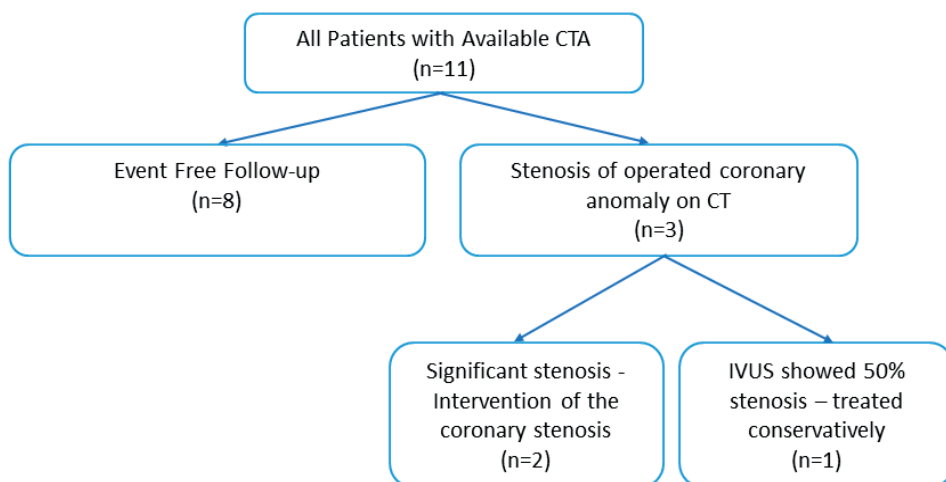 All Patients with Available CTA
(n=11)
Event Free Follow-up
(n=8)
Stenosis of operated coronary
anomaly on CT
(n=3)
Significant stenosis -
Intervention of the
coronary stenosis
(n=2)
IVUS showed 50%
stenosis – treated
conservatively
(n=1)